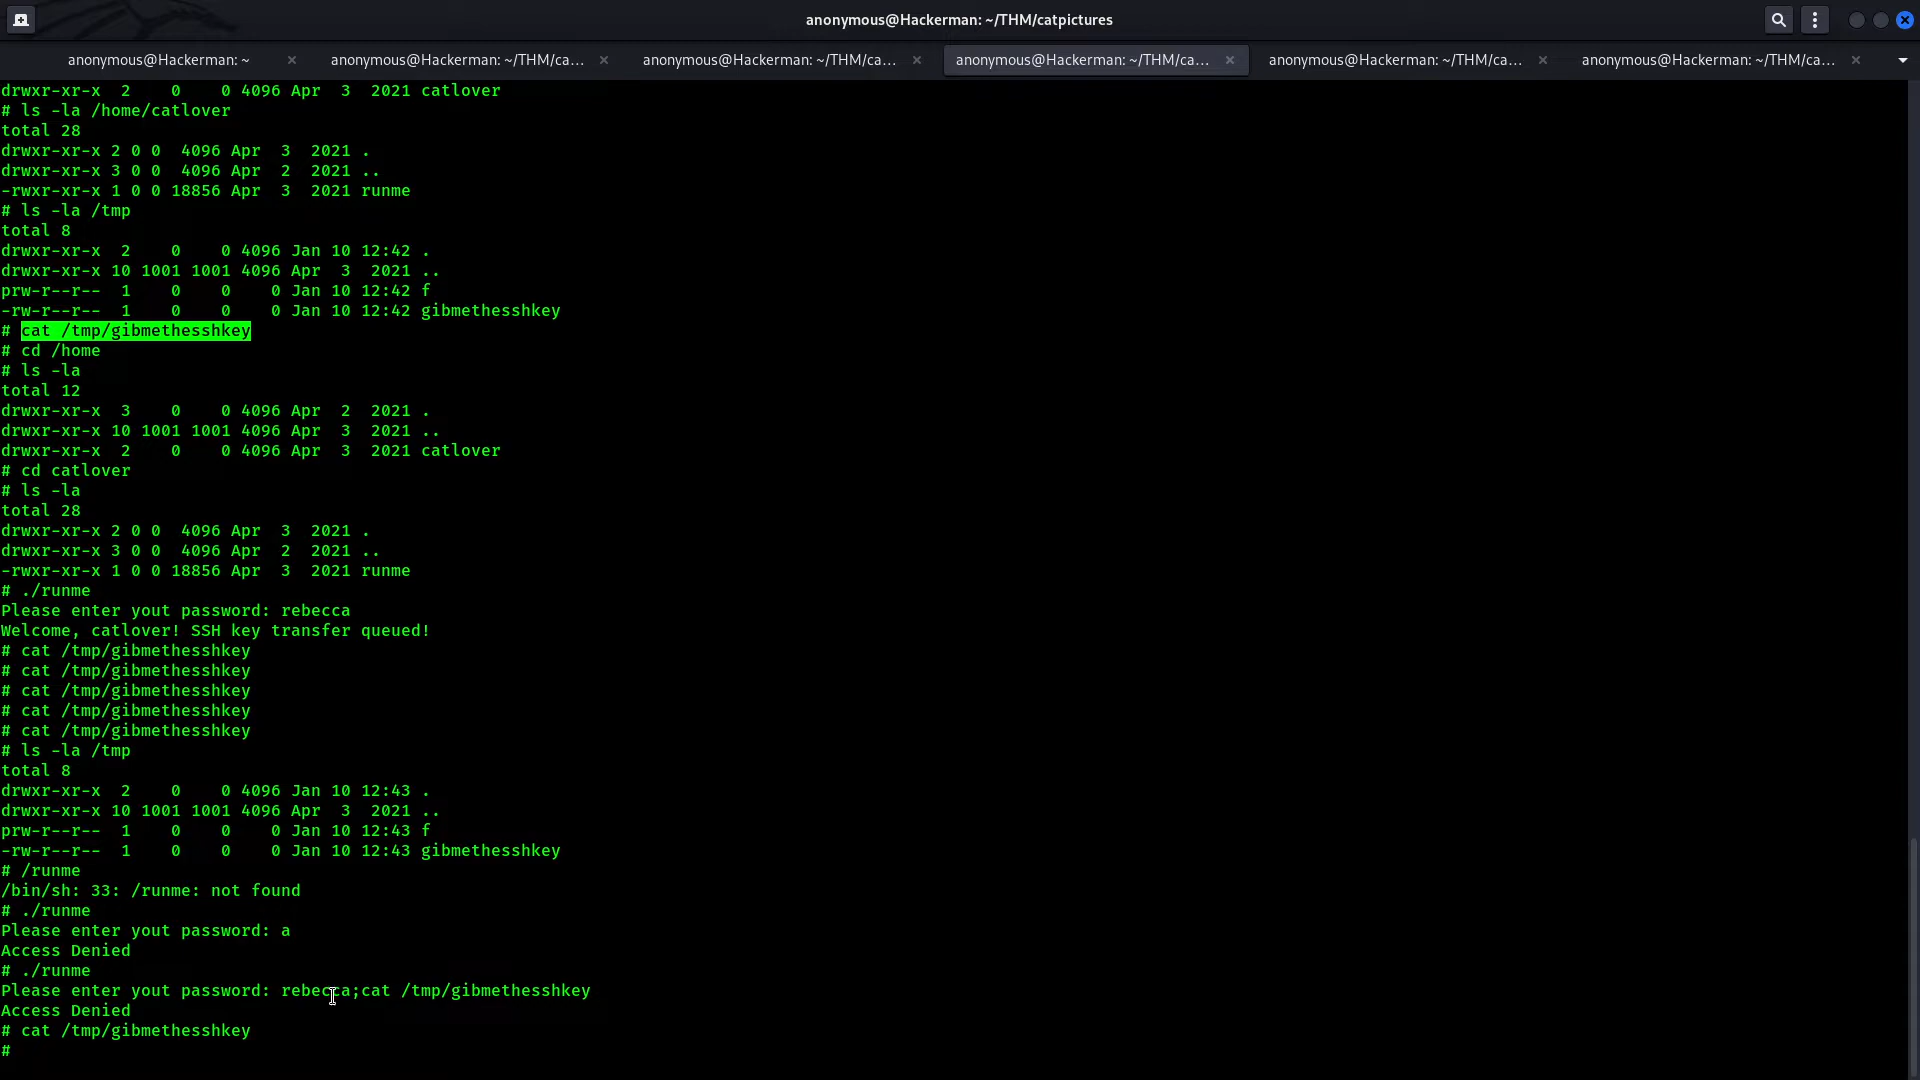 anonymous@Hackerman: ~/THM/catpictures
anonymous@Hackerman: ~
anonymous@Hackerman: ~/THM/ca...
anonymous@Hackerman: ~/THM/ca...
anonymous@Hackerman: ~/THM/ca...
anonymous@Hackerman: ~/THM/ca...
anonymous@Hackerman: ~/THM/ca...
drwxr-xr-x  2    0    0 4096 Apr  3  2021 catlover
# ls -la /home/catlover
total 28
drwxr-xr-x 2 0 0  4096 Apr  3  2021 .
drwxr-xr-x 3 0 0  4096 Apr  2  2021 ..
-rwxr-xr-x 1 0 0 18856 Apr  3  2021 runme
# ls -la /tmp
total 8
drwxr-xr-x  2    0    0 4096 Jan 10 12:42 .
drwxr-xr-x 10 1001 1001 4096 Apr  3  2021 ..
prw-r--r--  1    0    0    0 Jan 10 12:42 f
-rw-r--r--  1    0    0    0 Jan 10 12:42 gibmethesshkey
# cat /tmp/gibmethesshkey
# cd /home
# ls -la
total 12
drwxr-xr-x  3    0    0 4096 Apr  2  2021 .
drwxr-xr-x 10 1001 1001 4096 Apr  3  2021 ..
drwxr-xr-x  2    0    0 4096 Apr  3  2021 catlover
# cd catlover
# ls -la
total 28
drwxr-xr-x 2 0 0  4096 Apr  3  2021 .
drwxr-xr-x 3 0 0  4096 Apr  2  2021 ..
-rwxr-xr-x 1 0 0 18856 Apr  3  2021 runme
# ./runme
Please enter yout password: rebecca
Welcome, catlover! SSH key transfer queued!
# cat /tmp/gibmethesshkey
# cat /tmp/gibmethesshkey
# cat /tmp/gibmethesshkey
# cat /tmp/gibmethesshkey
# cat /tmp/gibmethesshkey
# ls -la /tmp
total 8
drwxr-xr-x  2    0    0 4096 Jan 10 12:43 .
drwxr-xr-x 10 1001 1001 4096 Apr  3  2021 ..
prw-r--r--  1    0    0    0 Jan 10 12:43 f
-rw-r--r--  1    0    0    0 Jan 10 12:43 gibmethesshkey
# /runme
/bin/sh: 33: /runme: not found
# ./runme
Please enter yout password: a
Access Denied
# ./runme
Please enter yout password: rebecca;cat /tmp/gibmethesshkey
Access Denied
# cat /tmp/gibmethesshkey
#